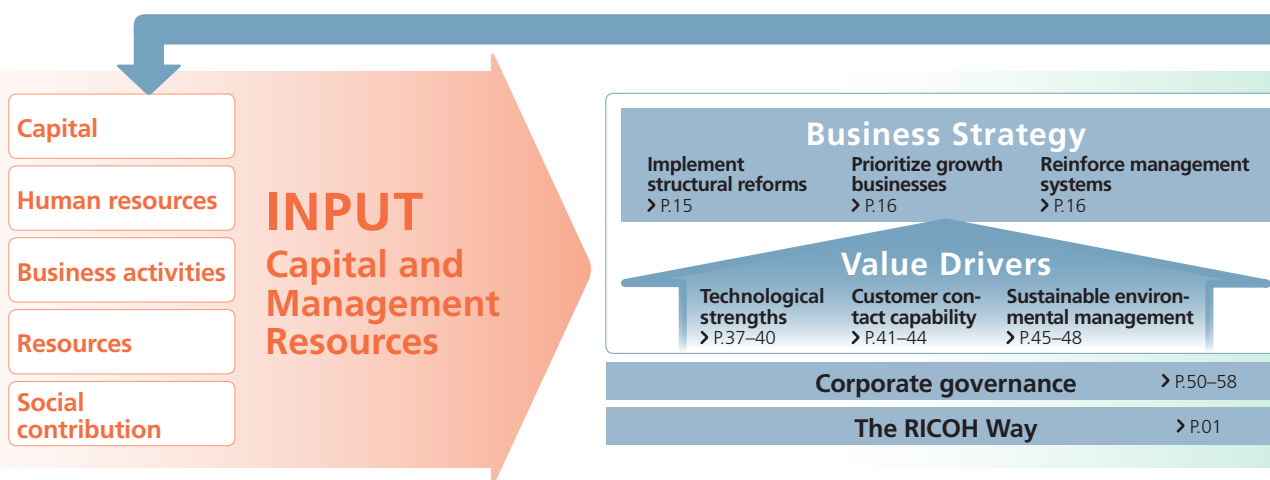 Capital
Human resources
Business activities
Resources
Social
contribution
INPUT
Capital and
Management
Resources
Business Strategy
Implement
structural reforms
> P.15
Prioritize growth
businesses
> P.16
Reinforce management
systems
> P.16
Value Drivers
Technological
strengths
> P.37–40
Customer con-
tact capability
> P.41–44
Sustainable environ-
mental management
> P.45–48
Corporate governance > P.50–58
The RICOH Way > P.01